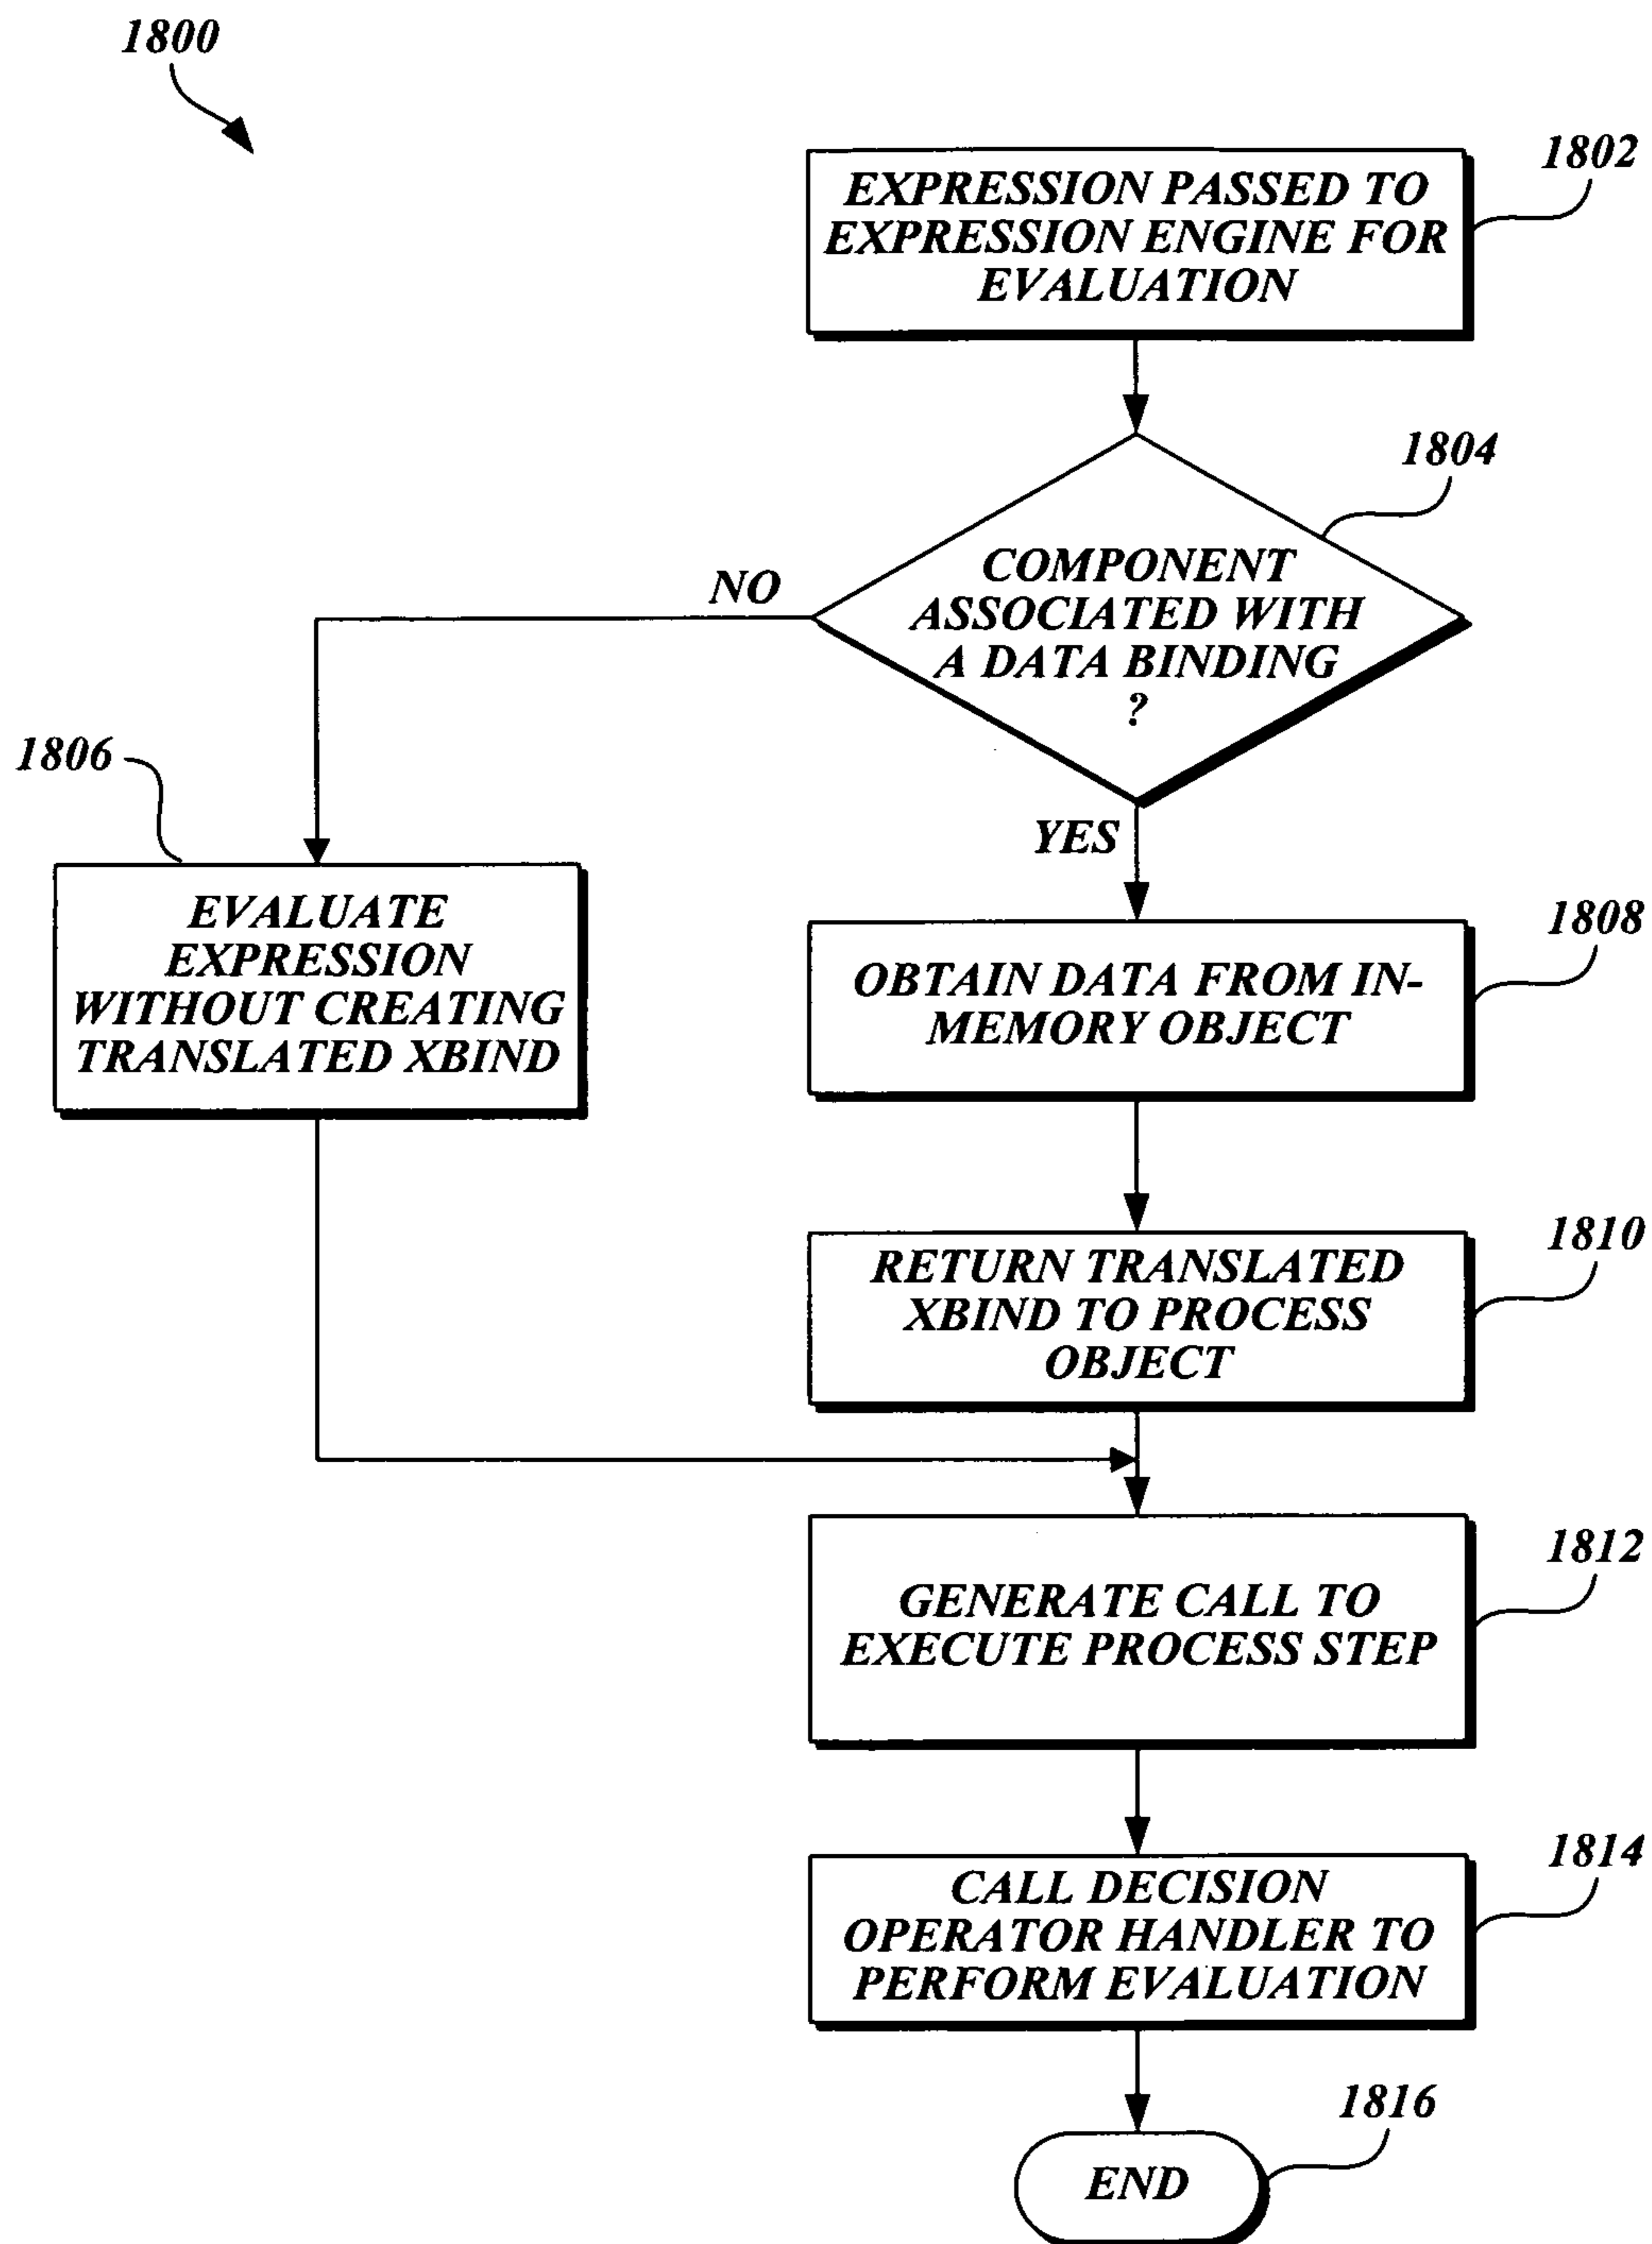 1800
1802
EXPRESSION PASSED TO
EXPRESSION ENGINE FOR
EVALUATION
1804
COMPONENT
ASSOCIATED WITH
A DATA BINDING
?
NO
YES
1806
EVALUATE
EXPRESSION
WITHOUT CREATING
TRANSLATED XBIND
1808
OBTAIN DATA FROM IN-
MEMORY OBJECT
1810
RETURN TRANSLATED
XBIND TO PROCESS
OBJECT
1812
GENERATE CALL TO
EXECUTE PROCESS STEP
1814
CALL DECISION
OPERATOR HANDLER TO
PERFORM EVALUATION
1816
END